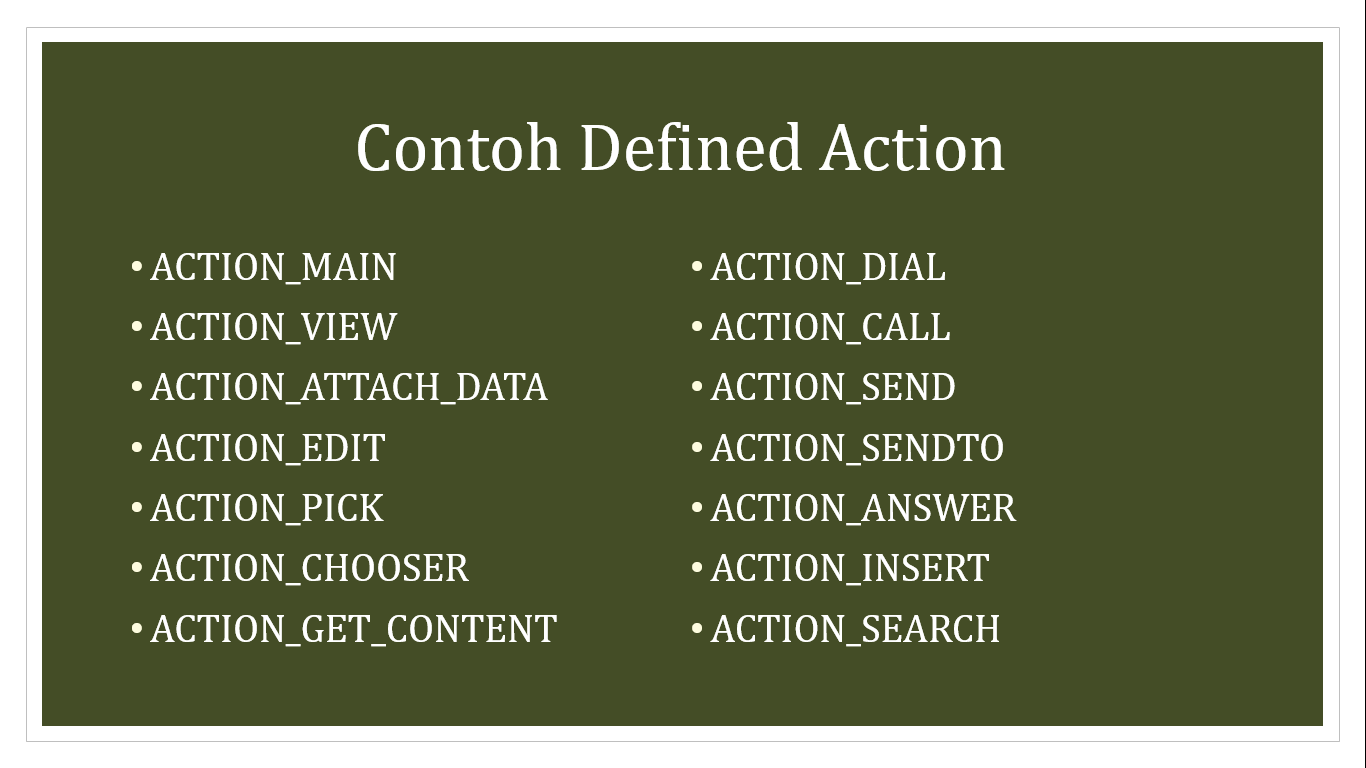 Contoh Defined Action
• ACTION_MAIN
• ACTION_VIEW
• ACTION_ATTACH_DATA
• ACTION_EDIT
• ACTION_PICK
• ACTION_CHOOSER
• ACTION_GET_CONTENT
• ACTION_DIAL
• ACTION_CALL
• ACTION_SEND
• ACTION_SENDTO
• ACTION_ANSWER
• ACTION_INSERT
• ACTION_SEARCH